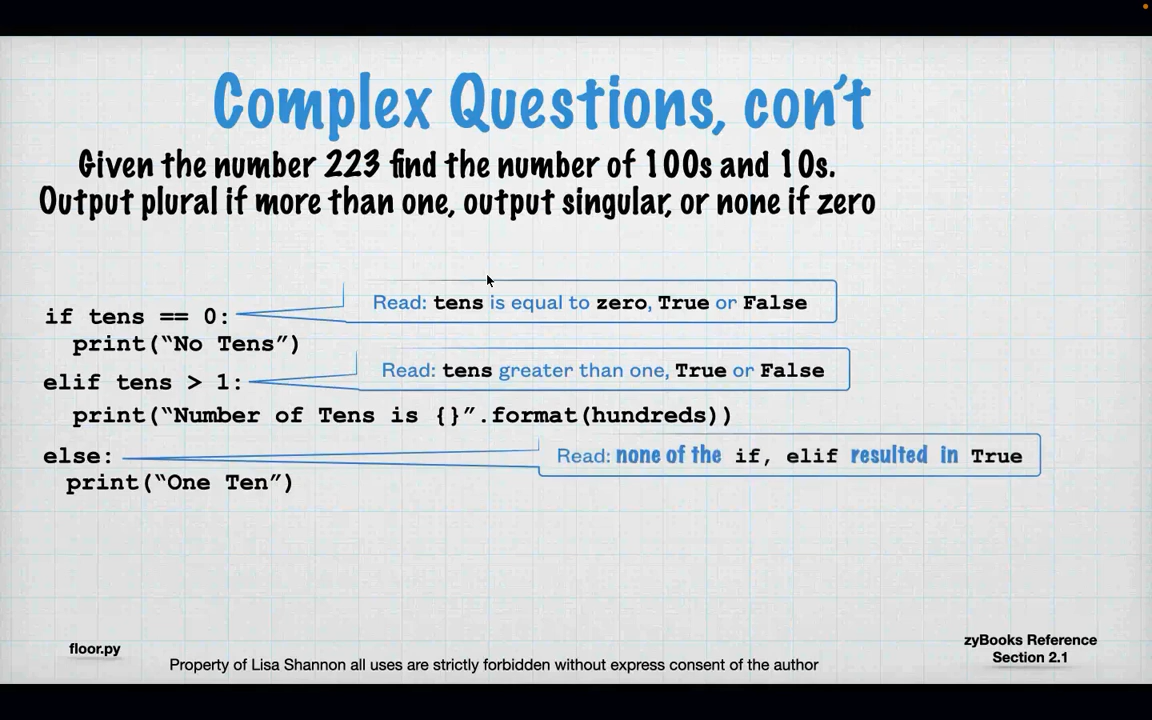 Complex Questions, con't
Given the number 223 find the number of 100s and 10s.
Output plural if more than one, output singular, or none if zero
Read: tens is equal to zero, True or False
if tens == 0:
print(“No Tens”)
Read: tens greater than one, True or False
elif tens > 1:
print(“Number of Tens is {}”.format(hundreds))
else:
Read: none of the if, elif resulted in True
print(“One Ten”)
floor.py
Property of Lisa Shannon all uses are strictly forbidden without express consent of the author
zyBooks Reference
Section 2.1